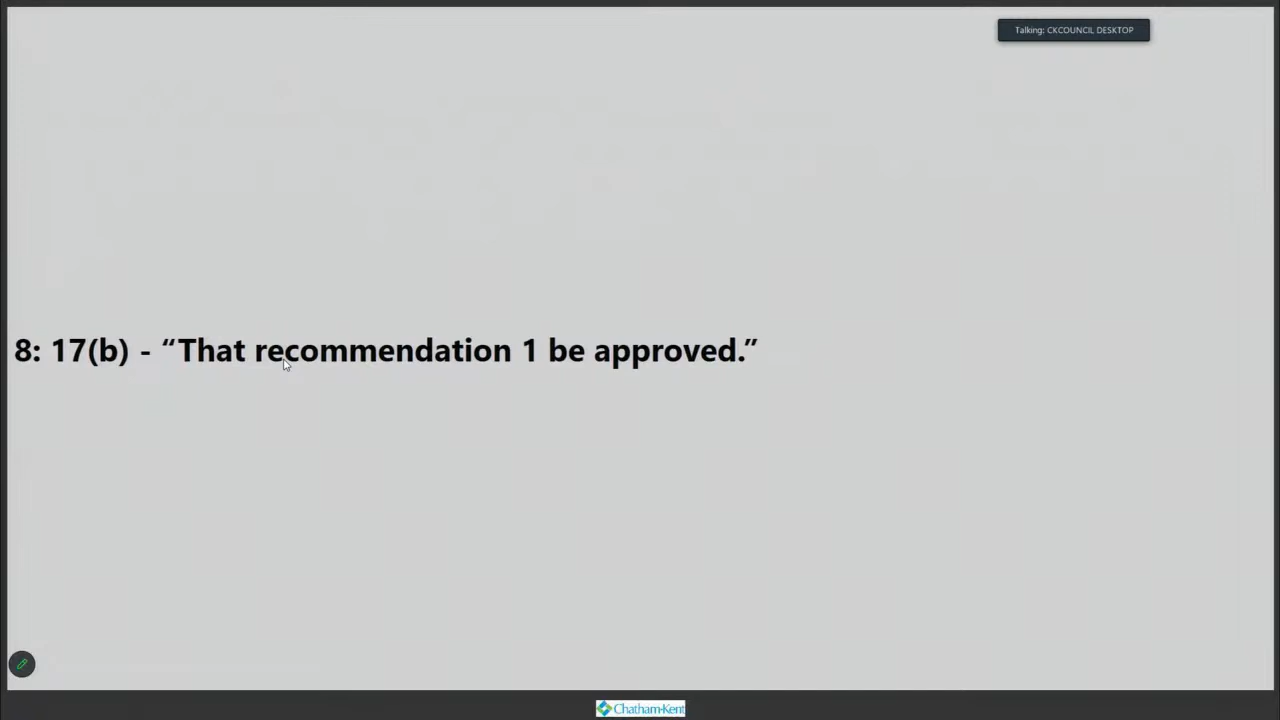 Talking: CKCOUNCIL DESKTOP
8: 17(b) - “That recommendation 1 be approved.”
Chatham-Kent